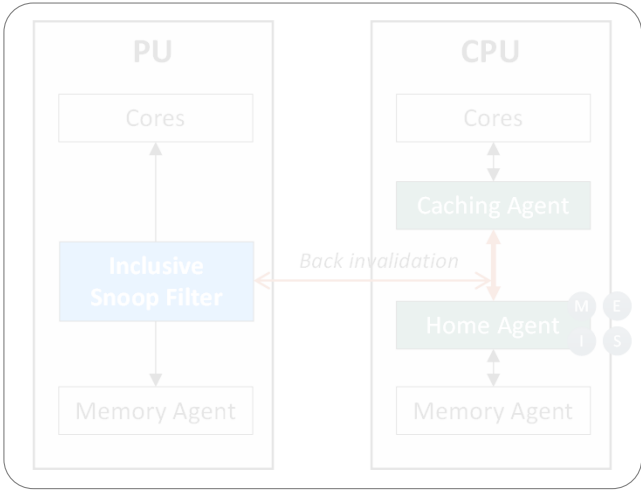 PU
CPU
Cores
Cores
Caching Agent
Inclusive
Snoop Filter
Back invalidation
Home Agent
M
E
I
S
Memory Agent
Memory Agent